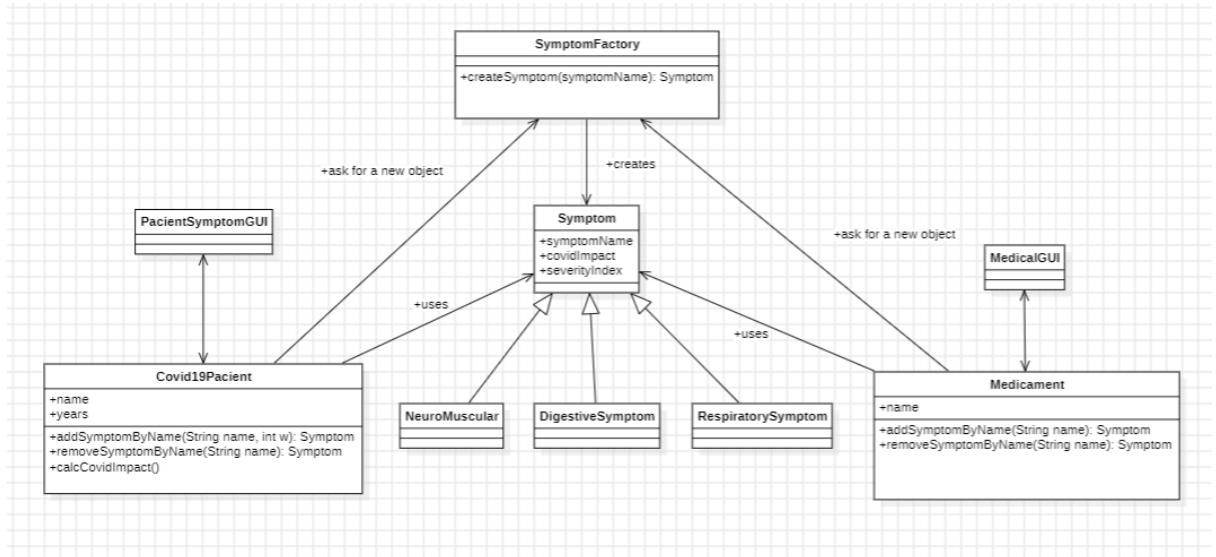 SymptomFactory
+createSymptom(symptomName): Symptom
+ask for a new object
+creates
PacientSymptomGUI
Symptom
+symptomName
+covidImpact
+severityIndex
+ask for a new object
MedicalGUI
+uses
+uses
Covid19Pacient
+name
+years
+addSymptomByName(String name, int w): Symptom
+removeSymptomByName(String name): Symptom
+calcCovidImpact()
NeuroMuscular
DigestiveSymptom
RespiratorySymptom
Medicament
+name
+addSymptomByName(String name): Symptom
+removeSymptomByName(String name): Symptom